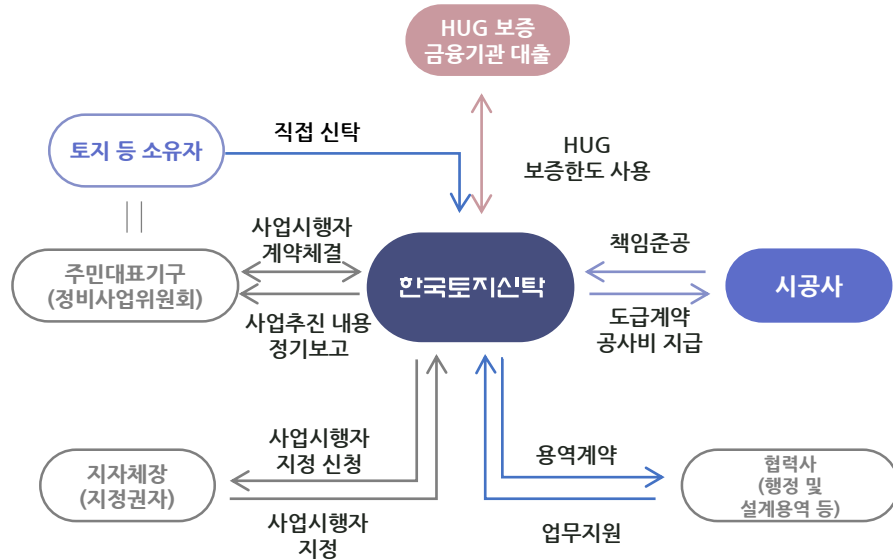 HUG 보증
금융기관 대출
직접 신탁
토지 등 소유자
HUG
보증한도 사용
사업시행자
계약체결
주민대표기구
(정비사업위원회)
한국토지신탁
책임준공
시공사
사업추진 내용
정기보고
도급계약
공사비 지급
사업시행자
지정 신청
지자체장
(지정권자)
사업시행자
지정
용역계약
업무지원
협력사
(행정 및
설계용역 등)